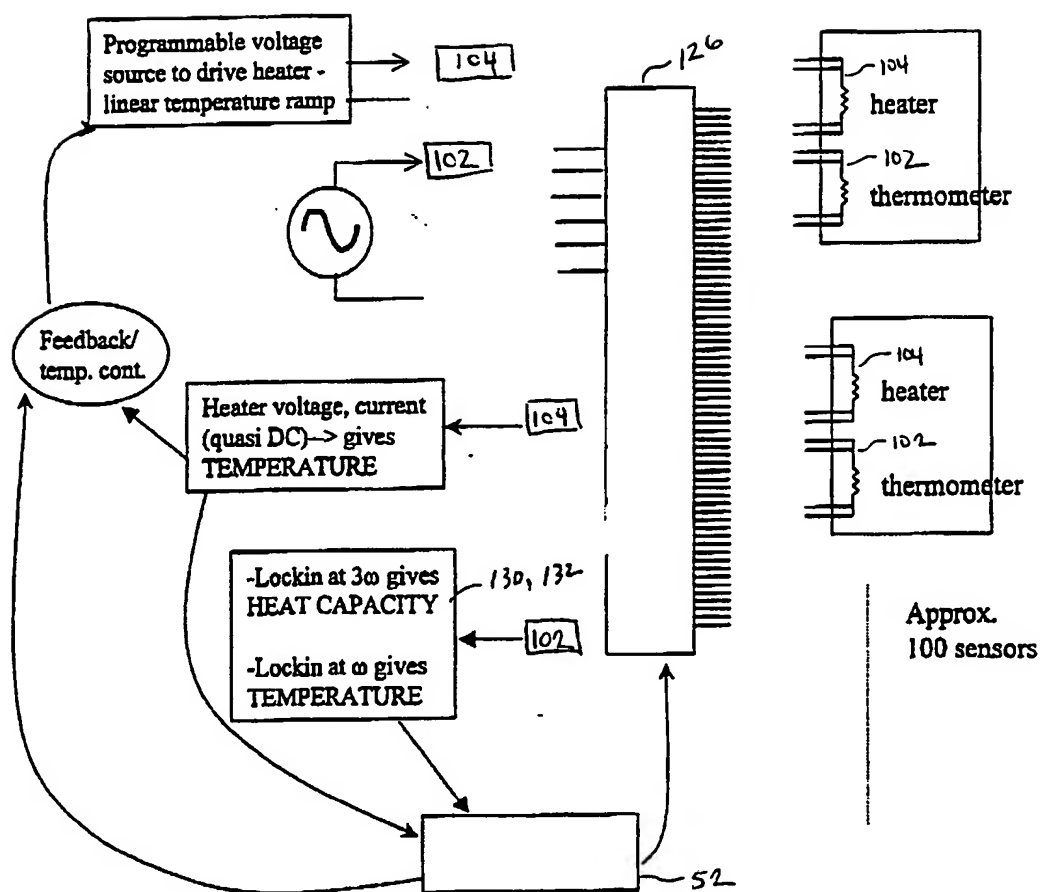 Programmable voltage
source to drive heater -
linear temperature ramp
104
126
104
heater
102
thermometer
102
Feedback/
temp. cont.
Heater voltage, current
(quasi DC)--> gives
TEMPERATURE
104
104
heater
102
thermometer
-Lockin at 3ω gives
HEAT CAPACITY
130, 132
102
-Lockin at ω gives
TEMPERATURE
Approx.
100 sensors
52